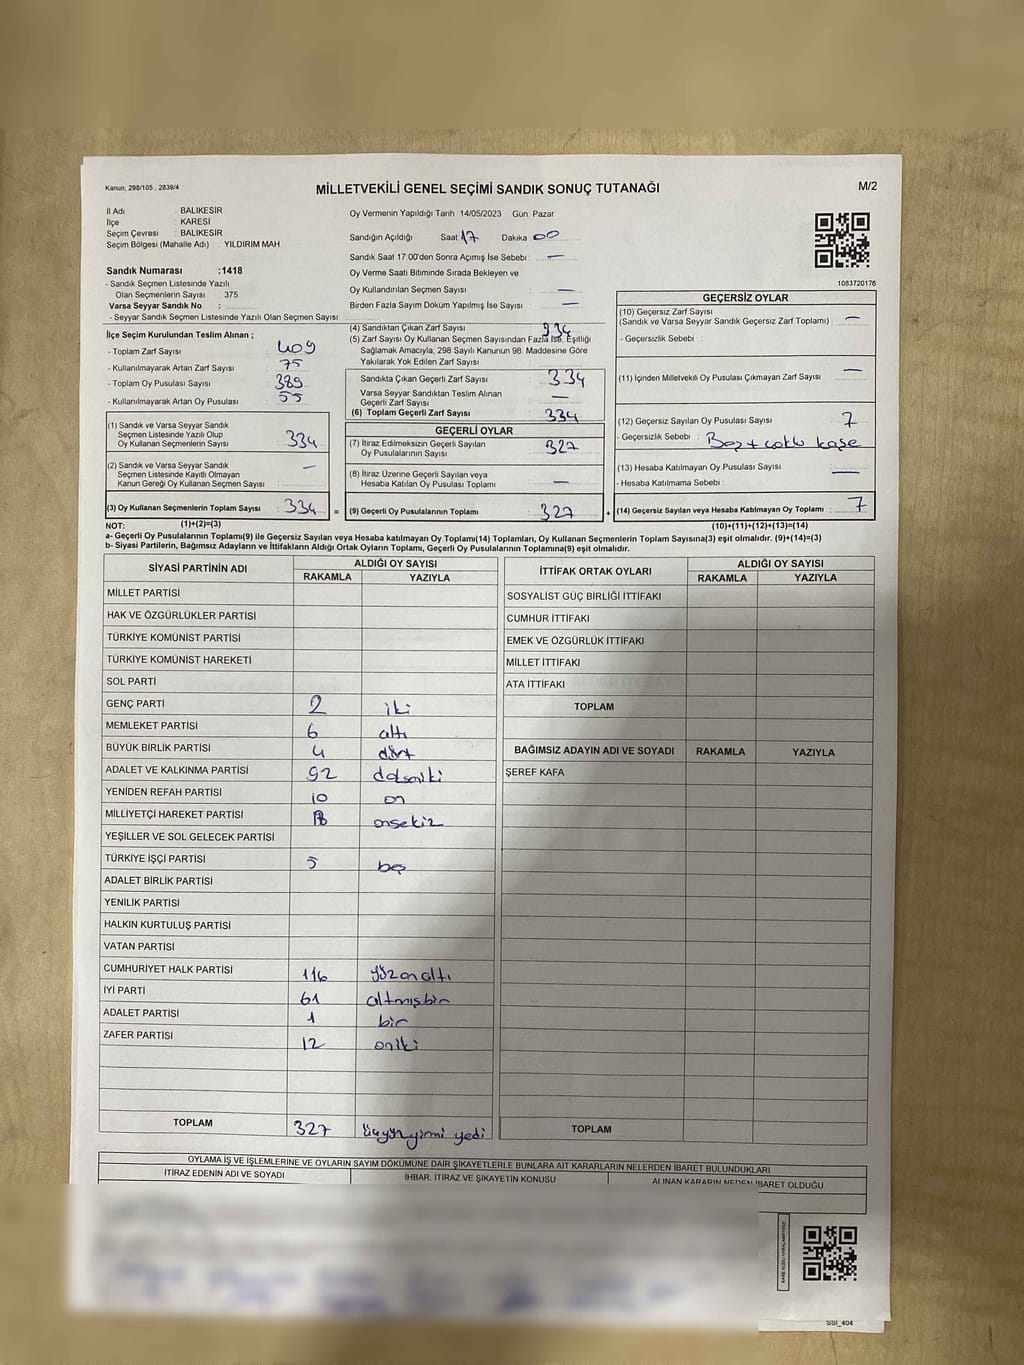 Kanun, 298/105 , 2839/4
MİLLETVEKİLİ GENEL SEÇİMİ SANDIK SONUÇ TUTANAĞI
M/2
İl Adı : BALIKESİR
İlçe : KARESİ
Seçim Çevresi : BALIKESİR
Seçim Bölgesi (Mahalle Adı) : YILDIRIM MAH
Sandık Numarası :1418
- Sandık Seçmen Listesinde Yazılı
Olan Seçmenlerin Sayısı : 375
Varsa Seyyar Sandık No :
- Seyyar Sandık Seçmen Listesinde Yazılı Olan Seçmen Sayısı:
İlçe Seçim Kurulundan Teslim Alınan ;
- Toplam Zarf Sayısı : 409
- Kullanılmayarak Artan Zarf Sayısı : 75
- Toplam Oy Pusulası Sayısı : 389
- Kullanılmayarak Artan Oy Pusulası : 55
(1) Sandık ve Varsa Seyyar Sandık
Seçmen Listesinde Yazılı Olup
Oy Kullanan Seçmenlerin Sayısı : 334
(2) Sandık ve Varsa Seyyar Sandık
Seçmen Listesinde Kayıtlı Olmayan
Kanun Gereği Oy Kullanan Seçmen Sayısı : —
(3) Oy Kullanan Seçmenlerin Toplam Sayısı : 334 =
Oy Vermenin Yapıldığı Tarih :14/05/2023 Gün: Pazar
Sandığın Açıldığı Saat: 17 Dakika 00
Sandık Saat 17:00'den Sonra Açımış İse Sebebi : —
Oy Verme Saati Bitiminde Sırada Bekleyen ve
Oy Kullandırılan Seçmen Sayısı : —
Birden Fazla Sayım Döküm Yapılmış İse Sayısı : —
(4) Sandıktan Çıkan Zarf Sayısı : 334
(5) Zarf Sayısı Oy Kullanan Seçmen Sayısından Fazla İse, Eşitliği
Sağlamak Amacıyla, 298 Sayılı Kanunun 98. Maddesine Göre
Yakılarak Yok Edilen Zarf Sayısı :
Sandıkta Çıkan Geçerli Zarf Sayısı : 334
Varsa Seyyar Sandıktan Teslim Alınan
Geçerli Zarf Sayısı : —
(6) Toplam Geçerli Zarf Sayısı : 334
GEÇERLİ OYLAR
(7) İtiraz Edilmeksizin Geçerli Sayılan
Oy Pusulalarının Sayısı : 327
(8) İtiraz Üzerine Geçerli Sayılan veya
Hesaba Katılan Oy Pusulası Toplamı : —
(9) Geçerli Oy Pusulalarının Toplamı : 327 +
1083720176
GEÇERSİZ OYLAR
(10) Geçersiz Zarf Sayısı
(Sandık ve Varsa Seyyar Sandık Geçersiz Zarf Toplamı) : —
- Geçersizlik Sebebi :
(11) İçinden Milletvekili Oy Pusulası Çıkmayan Zarf Sayısı : —
(12) Geçersiz Sayılan Oy Pusulası Sayısı : 7
- Geçersizlik Sebebi : Boş + çoklu kaşe
(13) Hesaba Katılmayan Oy Pusulası Sayısı : —
- Hesaba Katılmama Sebebi :
(14) Geçersiz Sayılan veya Hesaba Katılmayan Oy Toplamı : 7
NOT: (1)+(2)=(3) (10)+(11)+(12)+(13)=(14)
a- Geçerli Oy Pusulalarının Toplamı(9) ile Geçersiz Sayılan veya Hesaba katılmayan Oy Toplamı(14) Toplamları, Oy Kullanan Seçmenlerin Toplam Sayısına(3) eşit olmalıdır. (9)+(14)=(3)
b- Siyasi Partilerin, Bağımsız Adayların ve İttifakların Aldığı Ortak Oyların Toplamı, Geçerli Oy Pusulalarının Toplamına(9) eşit olmalıdır.
SİYASİ PARTİNİN ADI ALDIĞI OY SAYISI
RAKAMLA YAZIYLA
MİLLET PARTİSİ
HAK VE ÖZGÜRLÜKLER PARTİSİ
TÜRKİYE KOMÜNİST PARTİSİ
TÜRKİYE KOMÜNİST HAREKETİ
SOL PARTİ
GENÇ PARTİ 2 iki
MEMLEKET PARTİSİ 6 altı
BÜYÜK BİRLİK PARTİSİ 4 dört
ADALET VE KALKINMA PARTİSİ 92 doksaniki
YENİDEN REFAH PARTİSİ 10 on
MİLLİYETÇİ HAREKET PARTİSİ 18 onsekiz
YEŞİLLER VE SOL GELECEK PARTİSİ
TÜRKİYE İŞÇİ PARTİSİ 5 beş
ADALET BİRLİK PARTİSİ
YENİLİK PARTİSİ
HALKIN KURTULUŞ PARTİSİ
VATAN PARTİSİ
CUMHURİYET HALK PARTİSİ 116 yüzonaltı
İYİ PARTİ 61 altmışbir
ADALET PARTİSİ 1 bir
ZAFER PARTİSİ 12 oniki
TOPLAM 327 üçyüzyirmi yedi
İTTİFAK ORTAK OYLARI ALDIĞI OY SAYISI
RAKAMLA YAZIYLA
SOSYALİST GÜÇ BİRLİĞİ İTTİFAKI
CUMHUR İTTİFAKI
EMEK VE ÖZGÜRLÜK İTTİFAKI
MİLLET İTTİFAKI
ATA İTTİFAKI
TOPLAM
BAĞIMSIZ ADAYIN ADI VE SOYADI RAKAMLA YAZIYLA
ŞEREF KAFA
TOPLAM
OYLAMA İŞ VE İŞLEMLERİNE VE OYLARIN SAYIM DÖKÜMÜNE DAİR ŞİKAYETLERLE BUNLARA AİT KARARLARIN NELERDEN İBARET BULUNDUKLARI
İTİRAZ EDENİN ADI VE SOYADI İHBAR, İTİRAZ VE ŞİKAYETİN KONUSU ALINAN KARARIN NEDEN İBARET OLDUĞU
SSİ_404